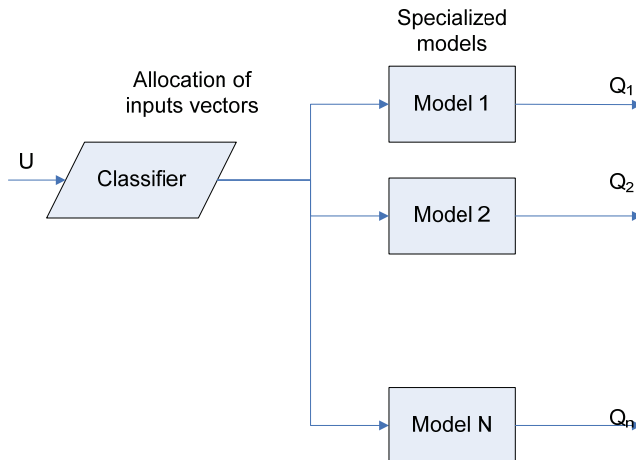 Specialized
models
Allocation of
inputs vectors
U
Classifier
Model 1
Q1
Model 2
Q2
Model N
Qn